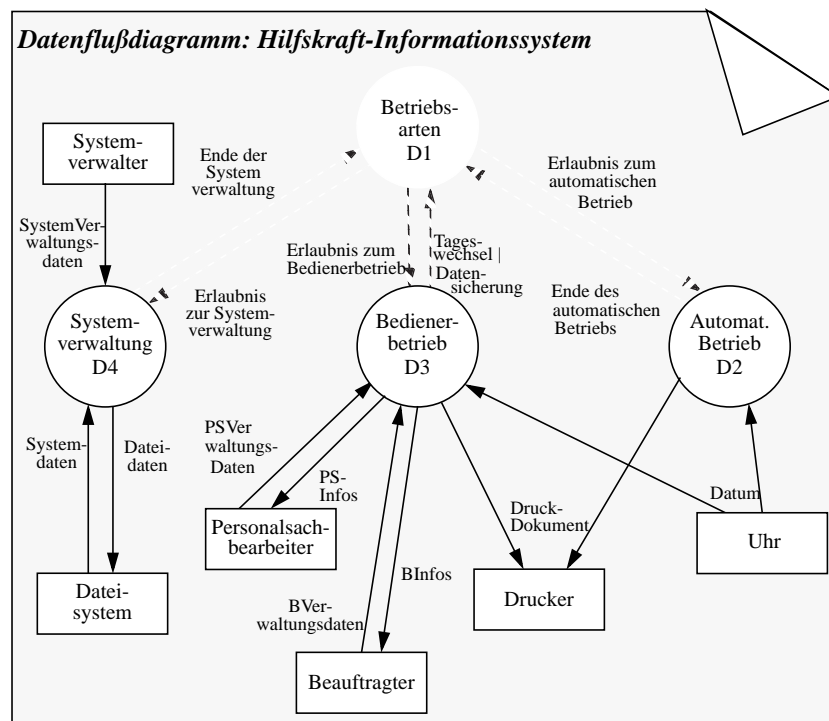 Datenflußdiagramm: Hilfskraft-Informationssystem
Betriebs-
arten
D1
System-
verwalter
Ende der
System
verwaltung
Erlaubnis zum
automatischen
Betrieb
SystemVer-
waltungs-
daten
Erlaubnis zum
Bedienerbetrieb
Tages-
wechsel |
Daten-
sicherung
Erlaubnis
zur System-
verwaltung
Ende des
automatischen
Betriebs
System-
verwaltung
D4
Bediener-
betrieb
D3
Automat.
Betrieb
D2
System-
daten
Datei-
daten
PSVer
waltungs-
Daten
PS-
Infos
Druck-
Dokument
Datum
Personalsach-
bearbeiter
Uhr
Datei-
system
BVer-
waltungsdaten
BInfos
Drucker
Beauftragter